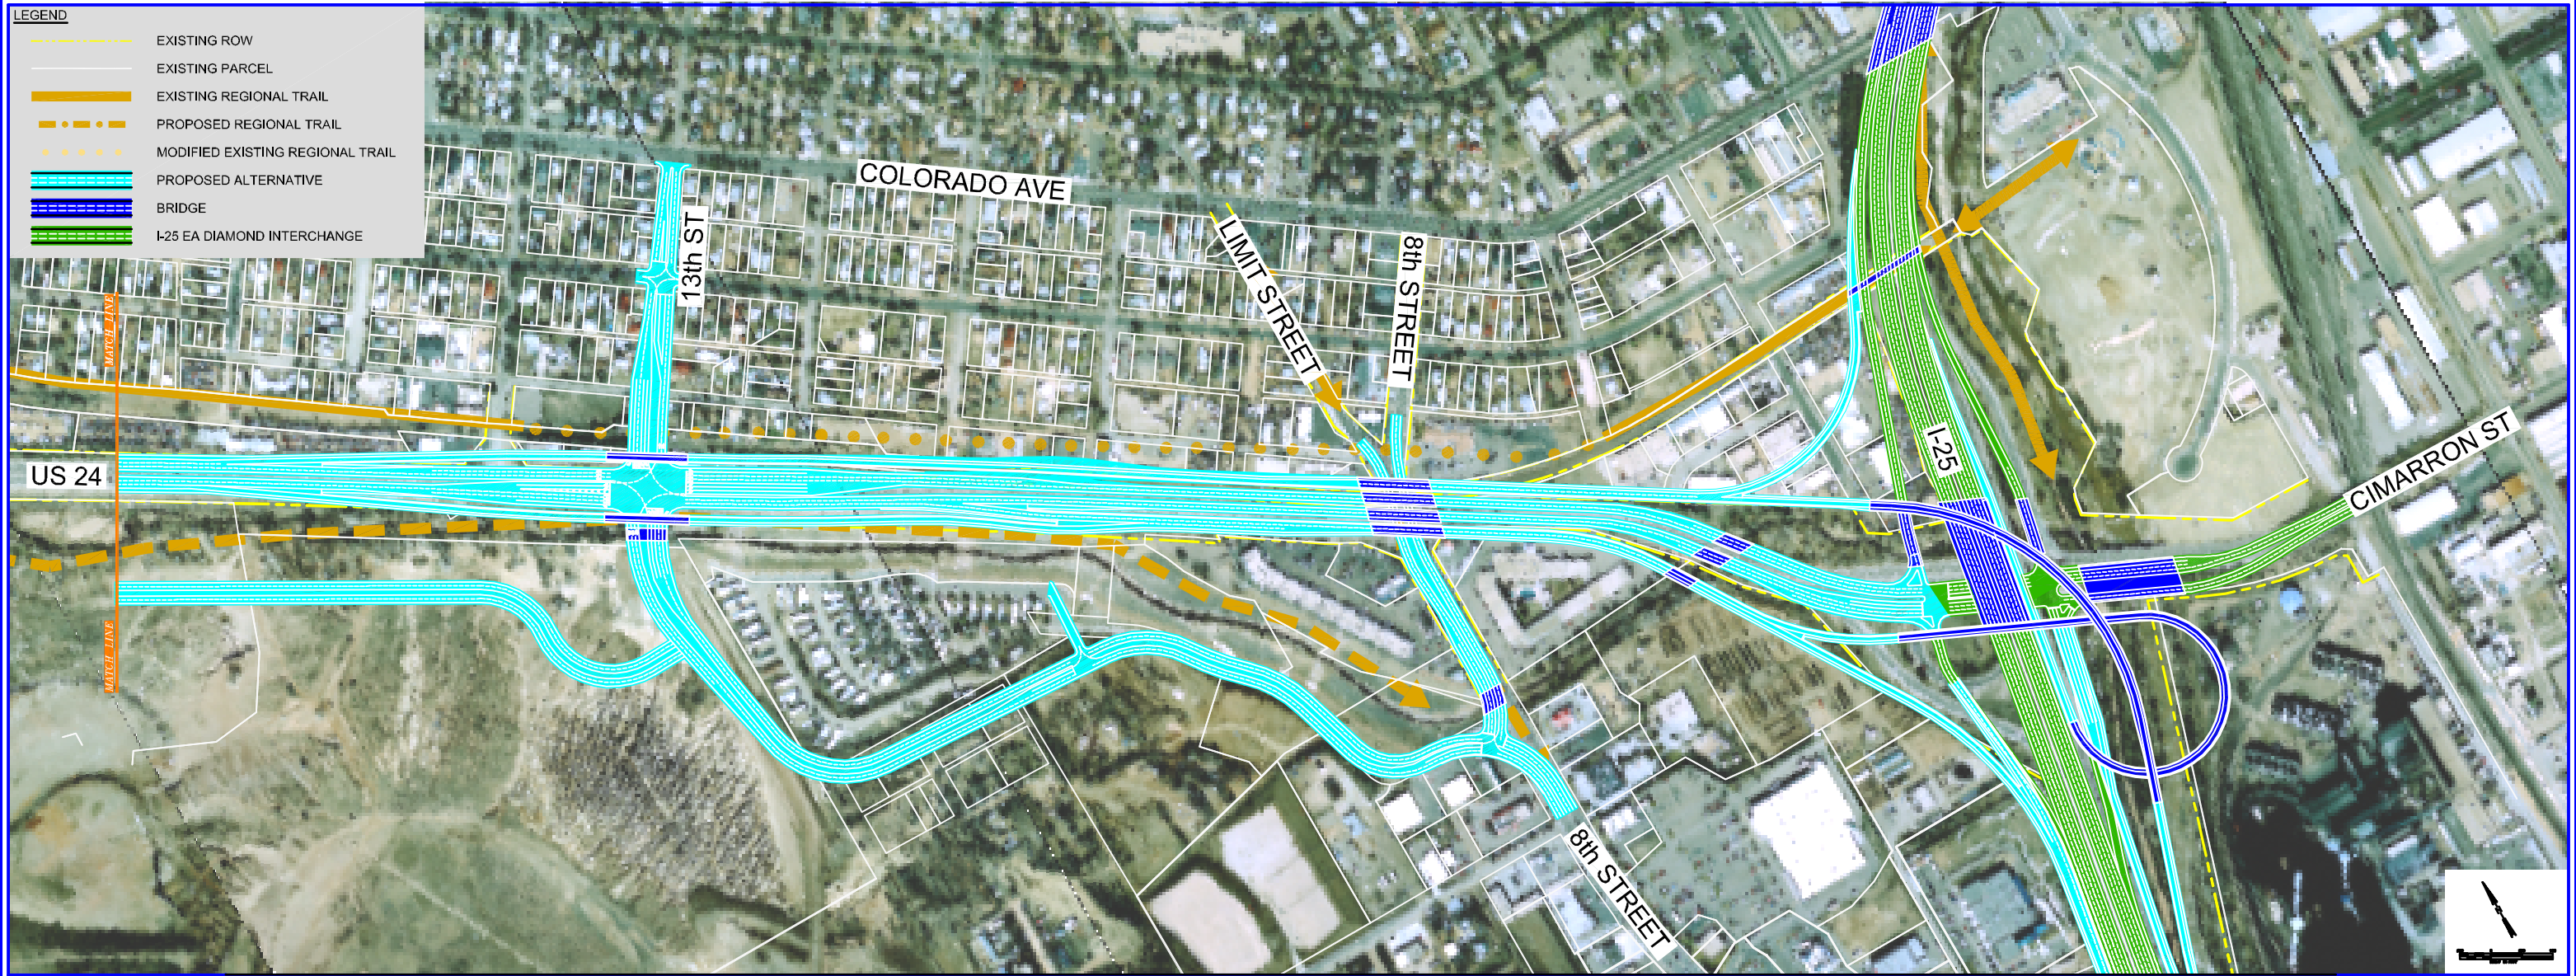 LEGEND
EXISTING ROW
EXISTING PARCEL
EXISTING REGIONAL TRAIL
PROPOSED REGIONAL TRAIL
MODIFIED EXISTING REGIONAL TRAIL
PROPOSED ALTERNATIVE
BRIDGE
I-25 EA DIAMOND INTERCHANGE
COLORADO AVE
13th ST
LIMIT STREET
8th STREET
MATCH LINE
US 24
I-25
CIMARRON ST
MATCH LINE
8th STREET